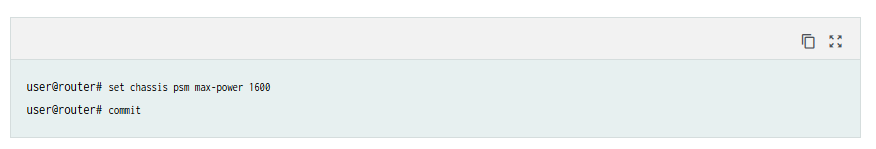 user@router# set chassis psm max-power 1600
user@router# commit